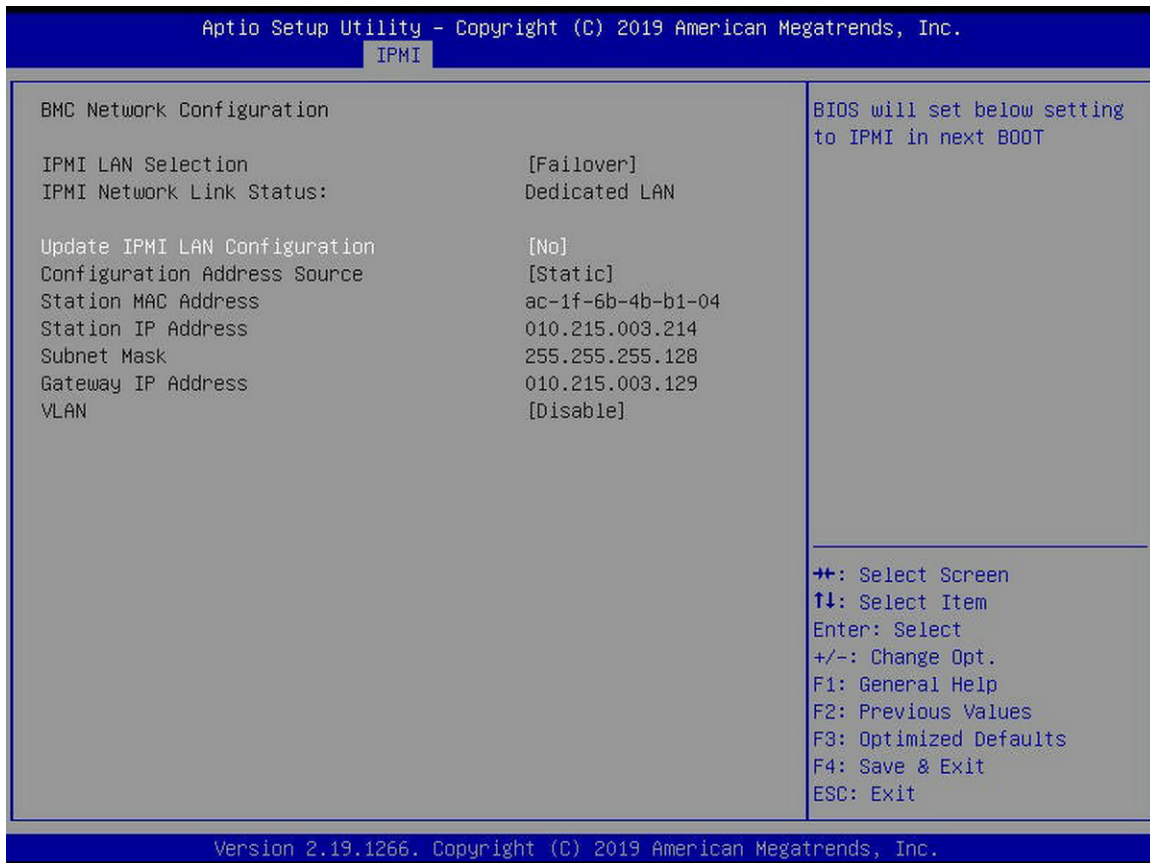 Aptio Setup Utility – Copyright (C) 2019 American Megatrends, Inc.
IPMI
BMC Network Configuration
IPMI LAN Selection [Failover]
IPMI Network Link Status: Dedicated LAN
Update IPMI LAN Configuration [No]
Configuration Address Source [Static]
Station MAC Address ac-1f-6b-4b-b1-04
Station IP Address 010.215.003.214
Subnet Mask 255.255.255.128
Gateway IP Address 010.215.003.129
VLAN [Disable]
BIOS will set below setting
to IPMI in next BOOT
→←: Select Screen
↑↓: Select Item
Enter: Select
+/-: Change Opt.
F1: General Help
F2: Previous Values
F3: Optimized Defaults
F4: Save & Exit
ESC: Exit
Version 2.19.1266. Copyright (C) 2019 American Megatrends, Inc.